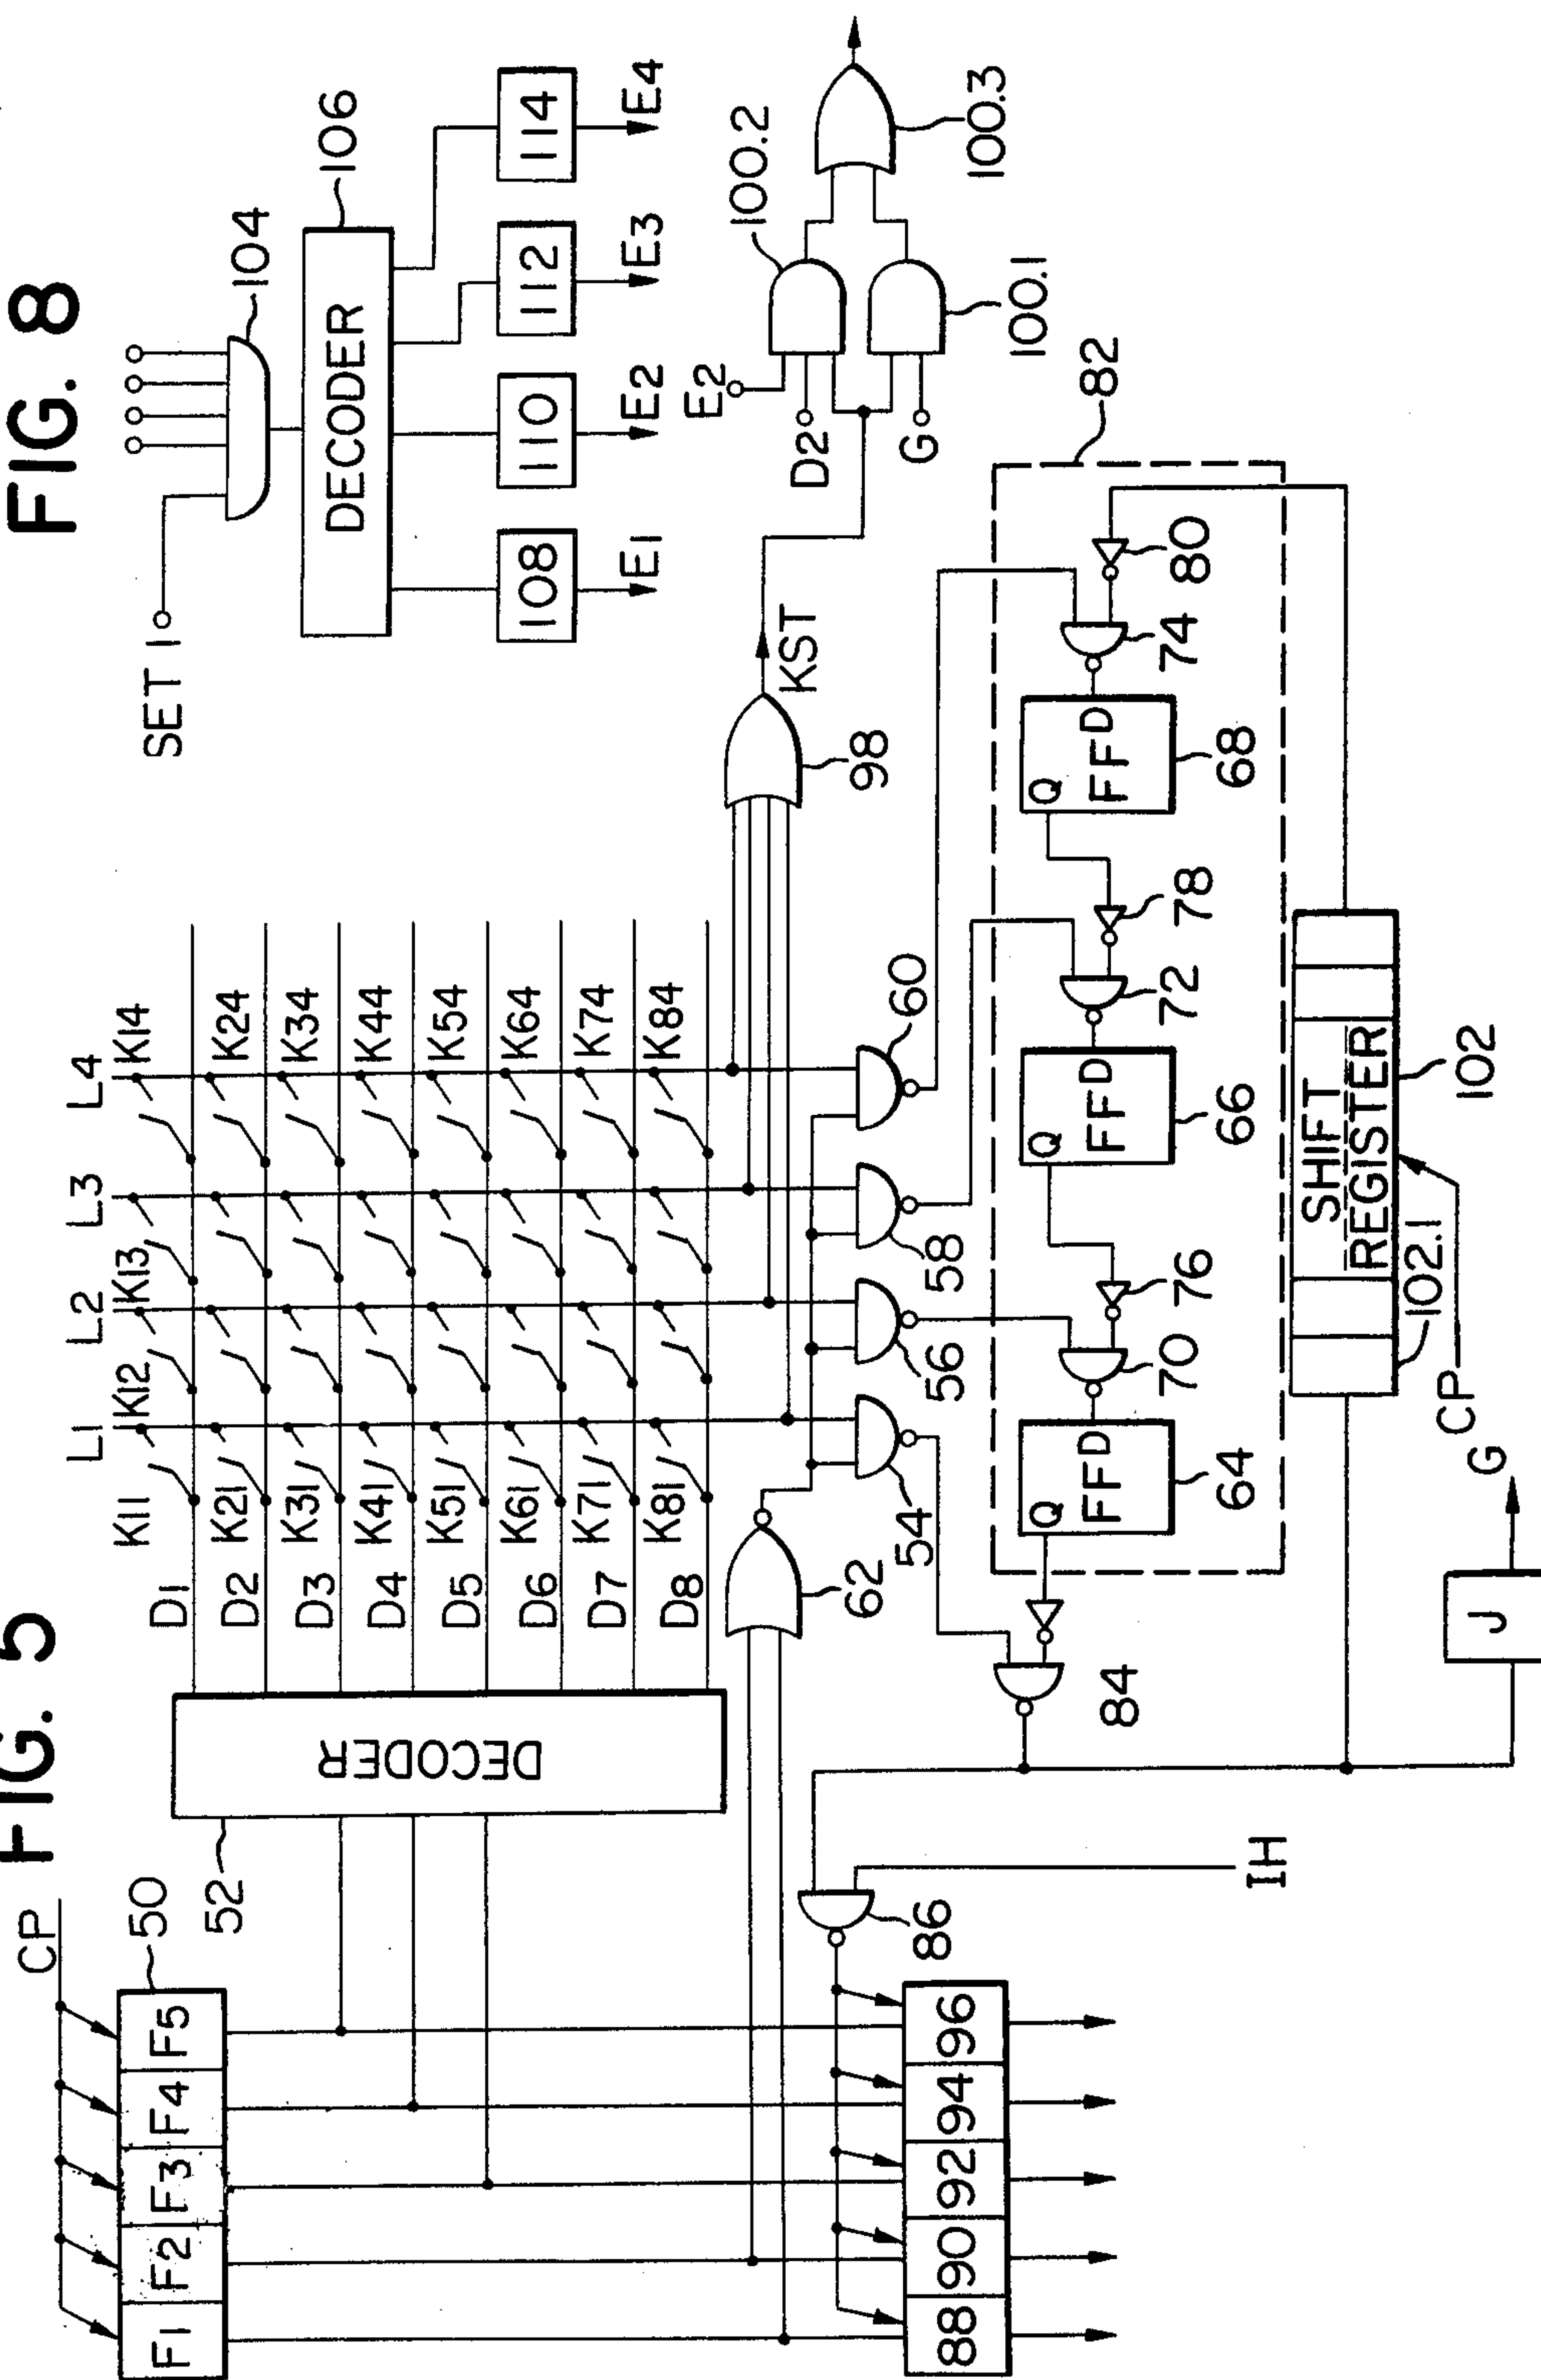 FIG. 5
CP
50
F1 F2 F3 F4 F5
52
DECODER
D1
D2
D3
D4
D5
D6
D7
D8
L1 L2 L3 L4
K11 K12 K13 K14
K21 K24
K31 K34
K41 K44
K51 K54
K61 K64
K71 K74
K81 K84
62
54 56 58 60
98
KST
E2
D2
G
100.2
100.1
100.3
82
Q FF D
64
70
76
Q FF D
66
72
78
Q FF D
68
74
80
84
86
IH
88 90 92 94 96
SHIFT
REGISTER
102
102.1
CP
J
G
FIG. 8
SET 1
104
DECODER
106
108 110 112 114
E1 E2 E3 E4